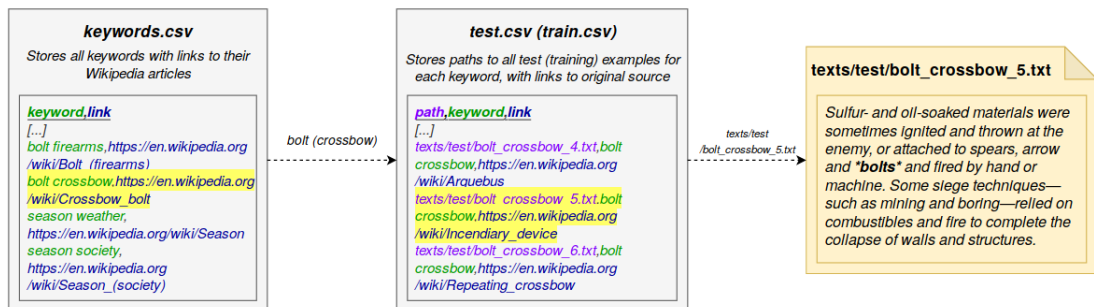 keywords.csv
Stores all keywords with links to their
Wikipedia articles
keyword,link
[...]
bolt firearms,https://en.wikipedia.org
/wiki/Bolt_(firearms)
bolt crossbow,https://en.wikipedia.org
/wiki/Crossbow_bolt
season weather,
https://en.wikipedia.org/wiki/Season
season society,
https://en.wikipedia.org
/wiki/Season_(society)
bolt (crossbow)
test.csv (train.csv)
Stores paths to all test (training) examples for
each keyword, with links to original source
path,keyword,link
[...]
texts/test/bolt_crossbow_4.txt,bolt
crossbow,https://en.wikipedia.org
/wiki/Arquebus
texts/test/bolt_crossbow_5.txt,bolt
crossbow,https://en.wikipedia.org
/wiki/Incendiary_device
texts/test/bolt_crossbow_6.txt,bolt
crossbow,https://en.wikipedia.org
/wiki/Repeating_crossbow
texts/test
/bolt_crossbow_5.txt
texts/test/bolt_crossbow_5.txt
Sulfur- and oil-soaked materials were
sometimes ignited and thrown at the
enemy, or attached to spears, arrow
and *bolts* and fired by hand or
machine. Some siege techniques—
such as mining and boring—relied on
combustibles and fire to complete the
collapse of walls and structures.